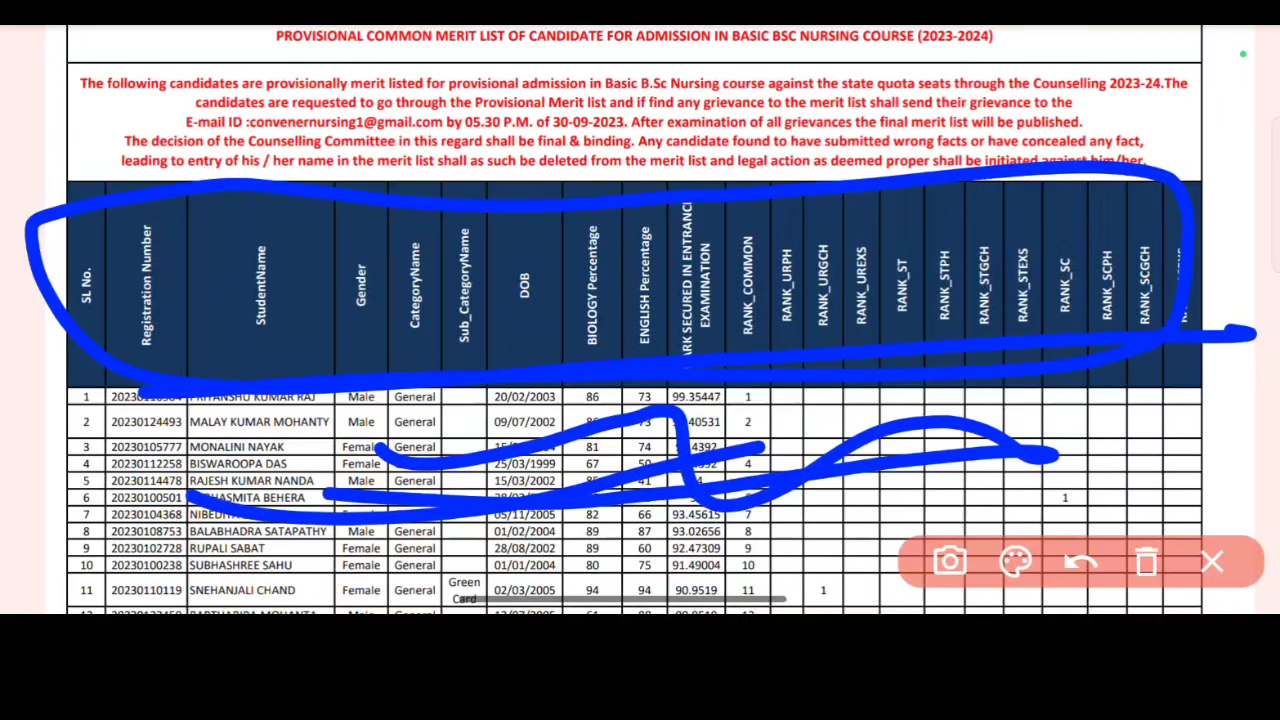 PROVISIONAL COMMON MERIT LIST OF CANDIDATE FOR ADMISSION IN BASIC BSC NURSING COURSE (2023-2024)
The following candidates are provisionally merit listed for provisional admission in Basic B.Sc Nursing course against the state quota seats through the Counselling 2023-24.The
candidates are requested to go through the Provisional Merit list and if find any grievance to the merit list shall send their grievance to the
E-mail ID :convenernursing1@gmail.com by 05.30 P.M. of 30-09-2023. After examination of all grievances the final merit list will be published.
The decision of the Counselling Committee in this regard shall be final & binding. Any candidate found to have submitted wrong facts or have concealed any fact,
leading to entry of his / her name in the merit list shall as such be deleted from the merit list and legal action as deemed proper shall be initiated against him/her.
SL No. Registration Number StudentName Gender CategoryName Sub_CategoryName DOB BIOLOGY Percentage ENGLISH Percentage SECURED IN ENTRANCE EXAMINATION RANK_COMMON RANK_URPH RANK_URGCH RANK_UREXS RANK_ST RANK_STPH RANK_STGCH RANK_STEXS RANK_SC RANK_SCPH RANK_SCGCH
1 KUMAR RAJ Male General 20/02/2003 86 73 99.35447 1
2 20230124493 MALAY KUMAR MOHANTY Male General 09/07/2002 2
3 20230105777 MONALINI NAYAK Female 81 74
4 20230112258 BISWAROOPA DAS Female 25/03/1999 67 4
5 20230114478 RAJESH KUMAR NANDA Male General 15/03/2002
6 20230100501 BEHERA 1
7 20230104368 05/11/2005 82 66 93.45615 7
8 20230108753 BALABHADRA SATAPATHY Male General 01/02/2004 89 87 93.02656 8
9 20230102728 RUPALI SABAT Female General 28/08/2002 89 60 92.47309 9
10 20230100238 SUBHASHREE SAHU Female General 01/01/2004 80 75 91.49004 10
11 20230110119 SNEHANJALI CHAND Female General Green Card 02/03/2005 94 94 90.9519 11 1